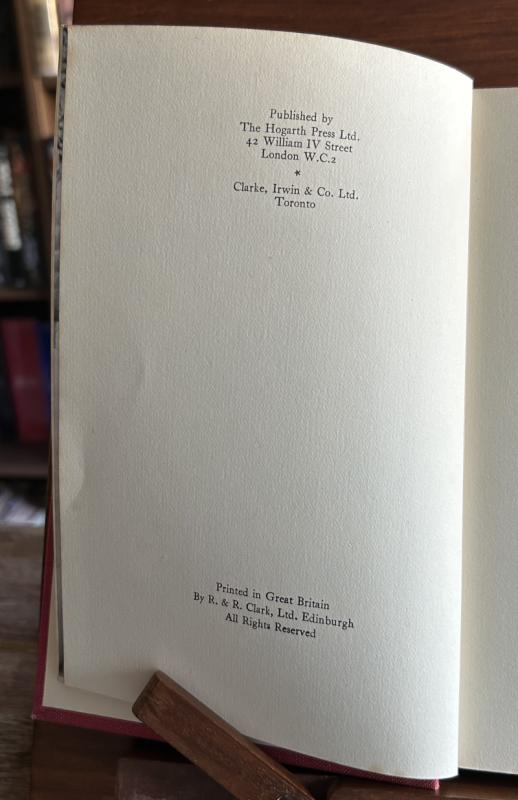 Published by
The Hogarth Press Ltd.
42 William IV Street
London W.C.2
*
Clarke, Irwin & Co. Ltd.
Toronto
Printed in Great Britain
By R. & R. Clark, Ltd. Edinburgh
All Rights Reserved